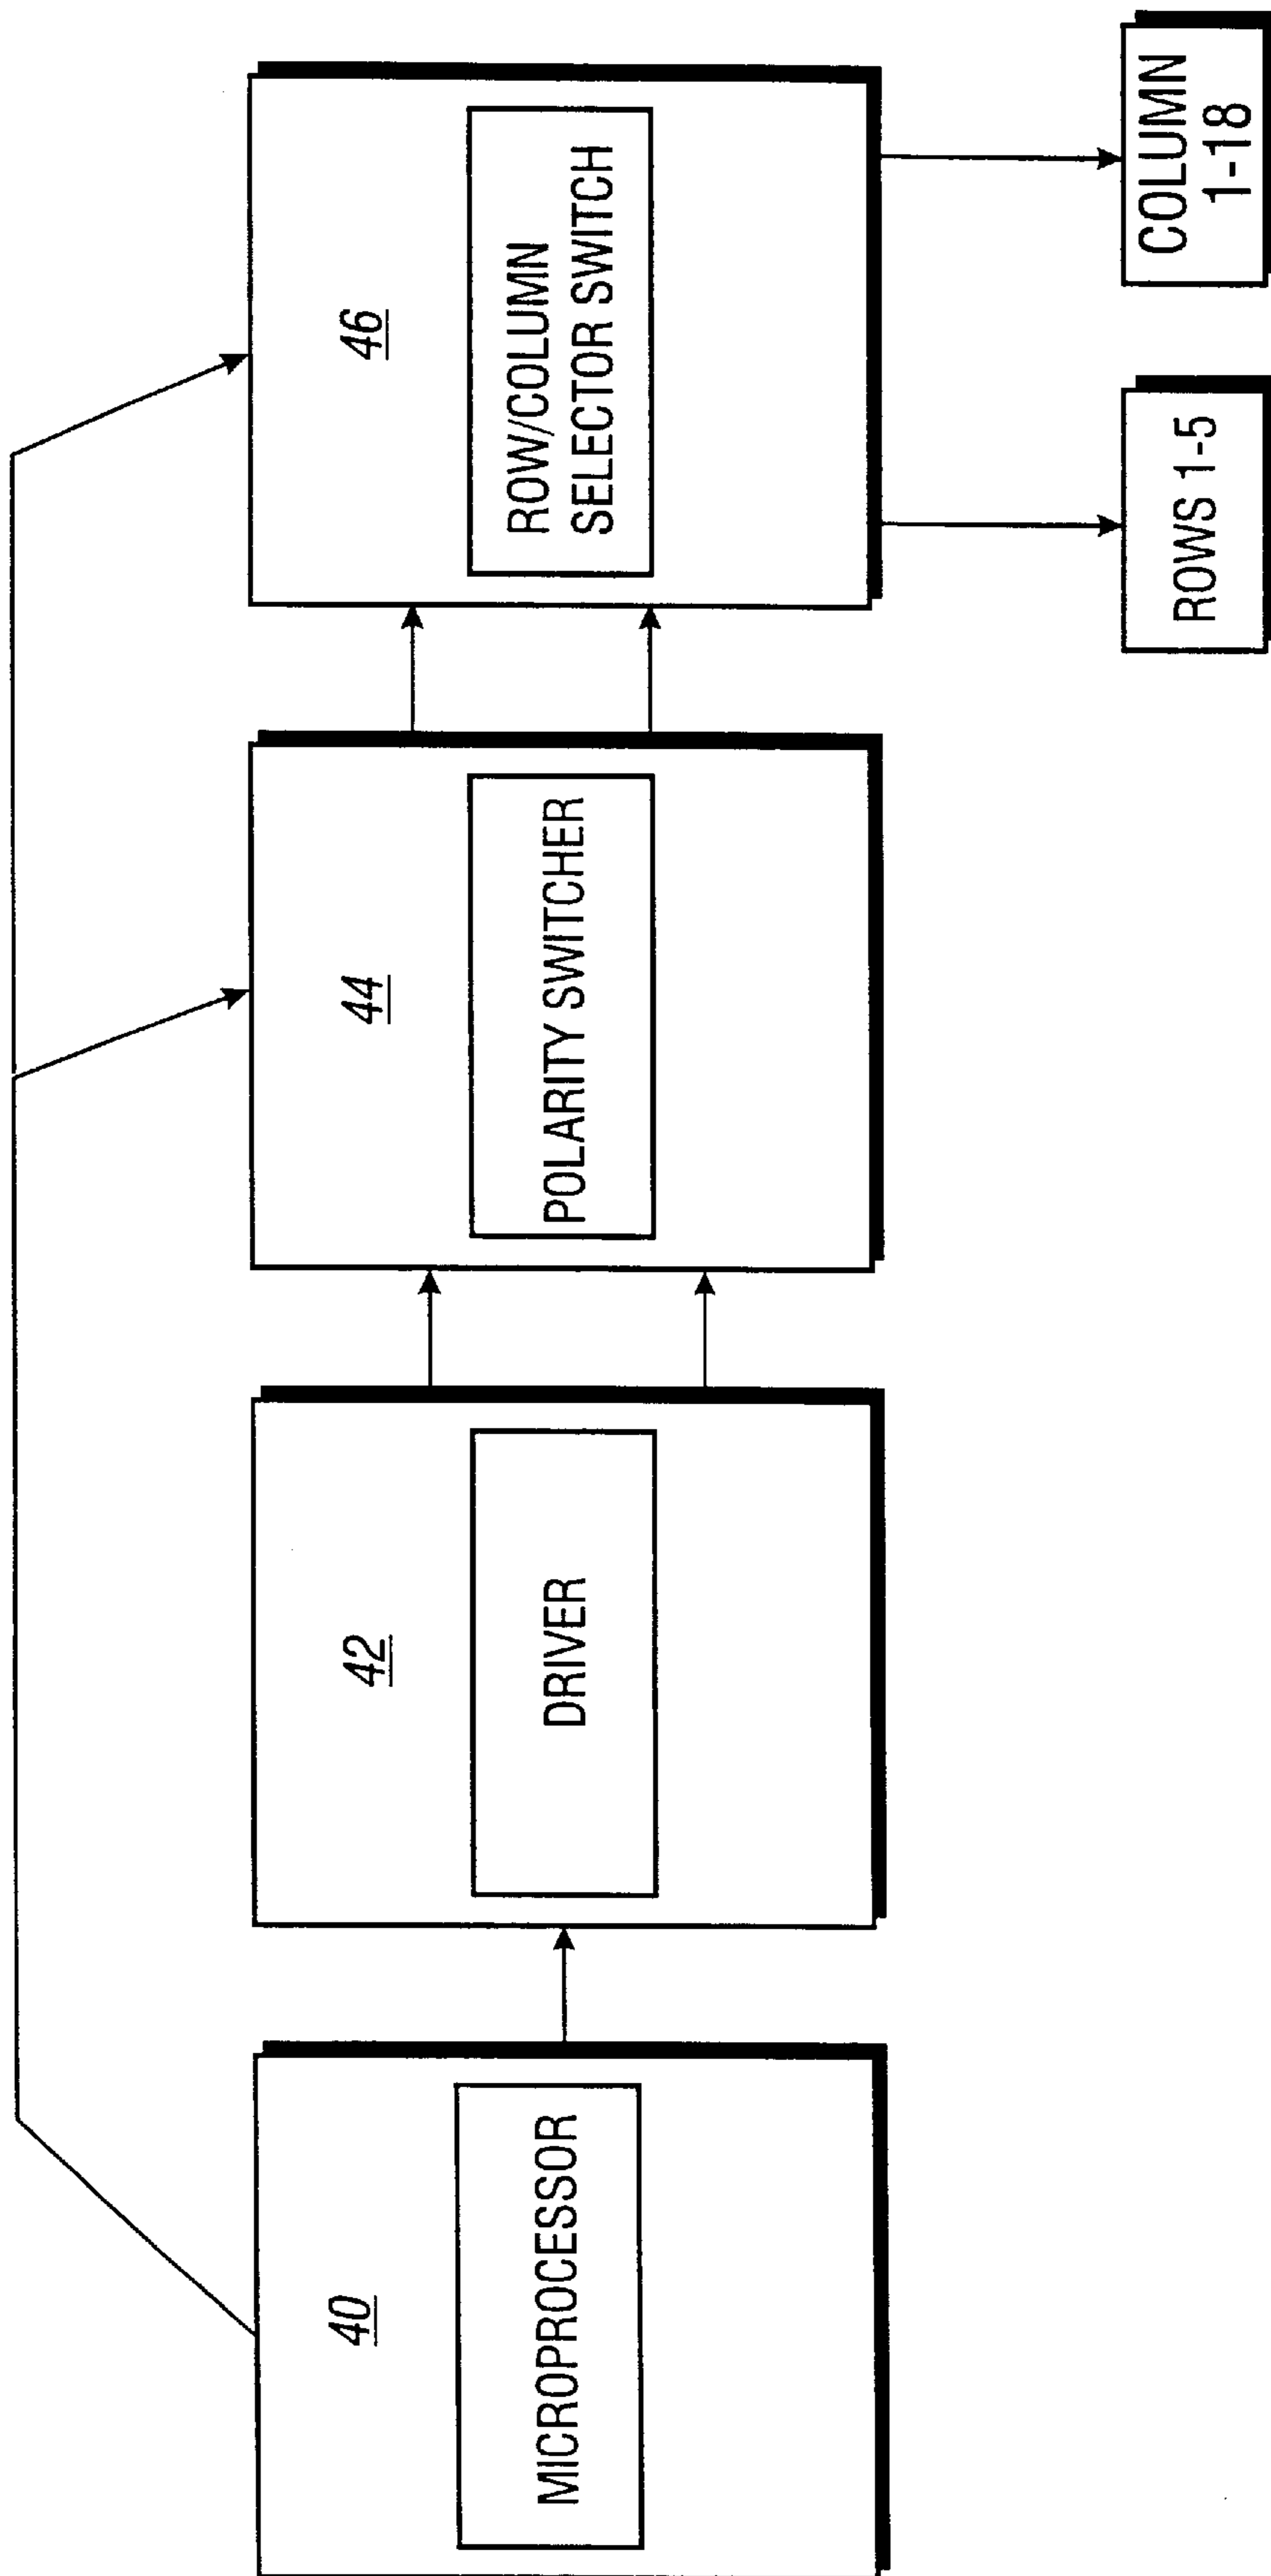 40
MICROPROCESSOR
42
DRIVER
44
POLARITY SWITCHER
46
ROW/COLUMN
SELECTOR SWITCH
ROWS 1-5
COLUMN
1-18